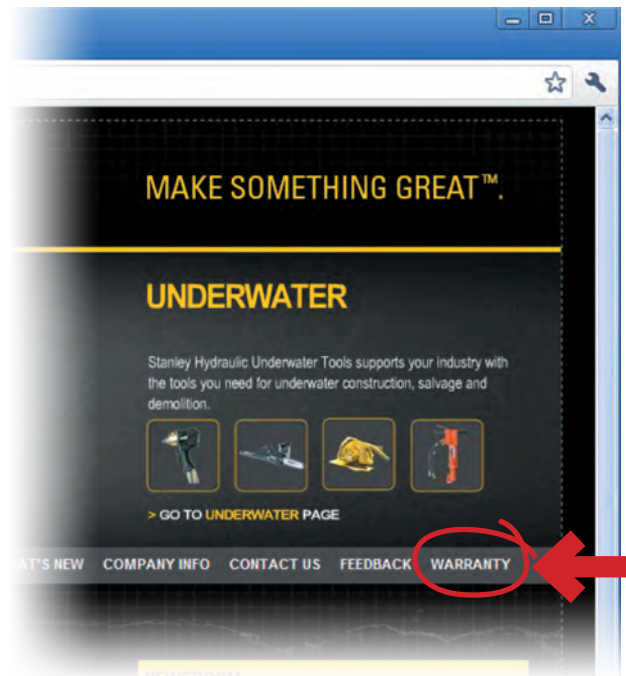 MAKE SOMETHING GREAT™.
UNDERWATER
Stanley Hydraulic Underwater Tools supports your industry with
the tools you need for underwater construction, salvage and
demolition.
> GO TO UNDERWATER PAGE
NEW COMPANY INFO CONTACT US FEEDBACK WARRANTY